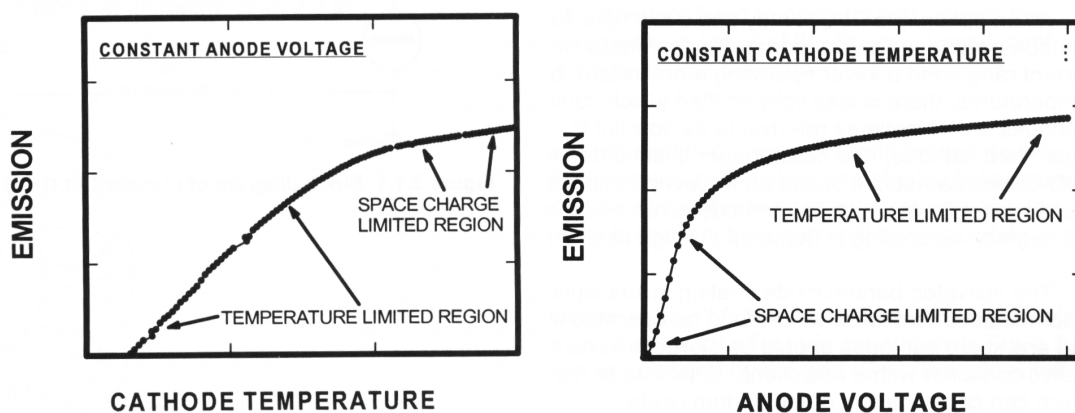 CONSTANT ANODE VOLTAGE
EMISSION
SPACE CHARGE
LIMITED REGION
TEMPERATURE LIMITED REGION
CATHODE TEMPERATURE
CONSTANT CATHODE TEMPERATURE :
EMISSION
TEMPERATURE LIMITED REGION
SPACE CHARGE LIMITED REGION
ANODE VOLTAGE